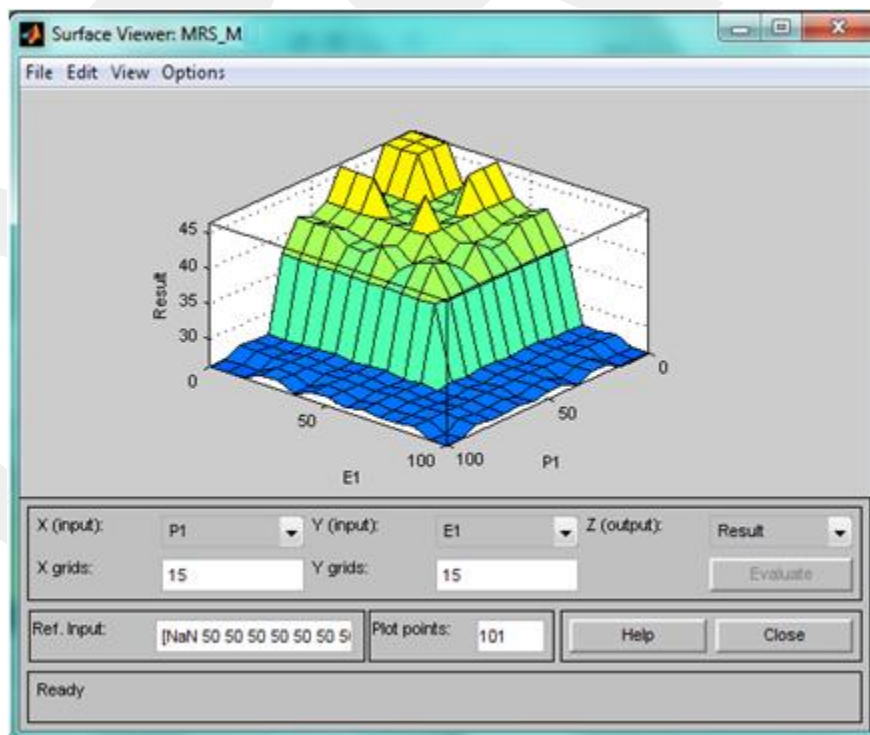 Surface Viewer: MRS_M
File Edit View Options
45
40
35
30
Result
0
50
100
E1
100
50
0
P1
X (input): P1 Y (input): E1 Z (output): Result
X grids: 15 Y grids: 15 Evaluate
Ref. Input: [NaN 50 50 50 50 50 50 Plot points: 101 Help Close
Ready